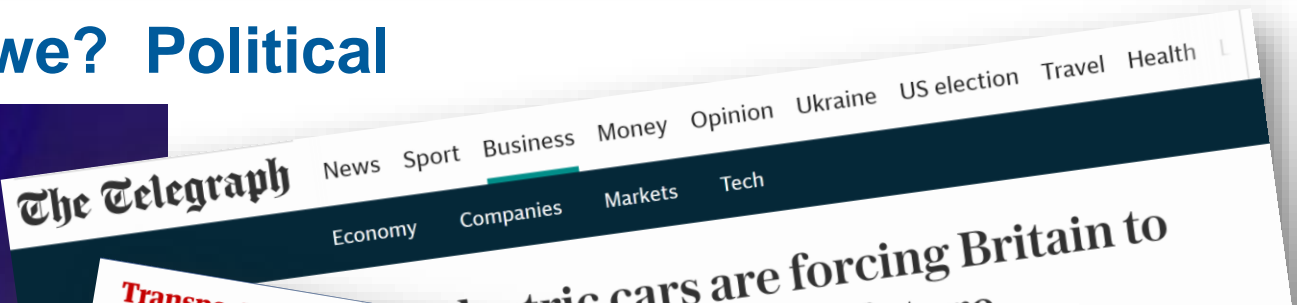 we? Political
The Telegraph News Sport Business Money Opinion Ukraine US election Travel Health
Economy Companies Markets Tech
cars are forcing Britain to